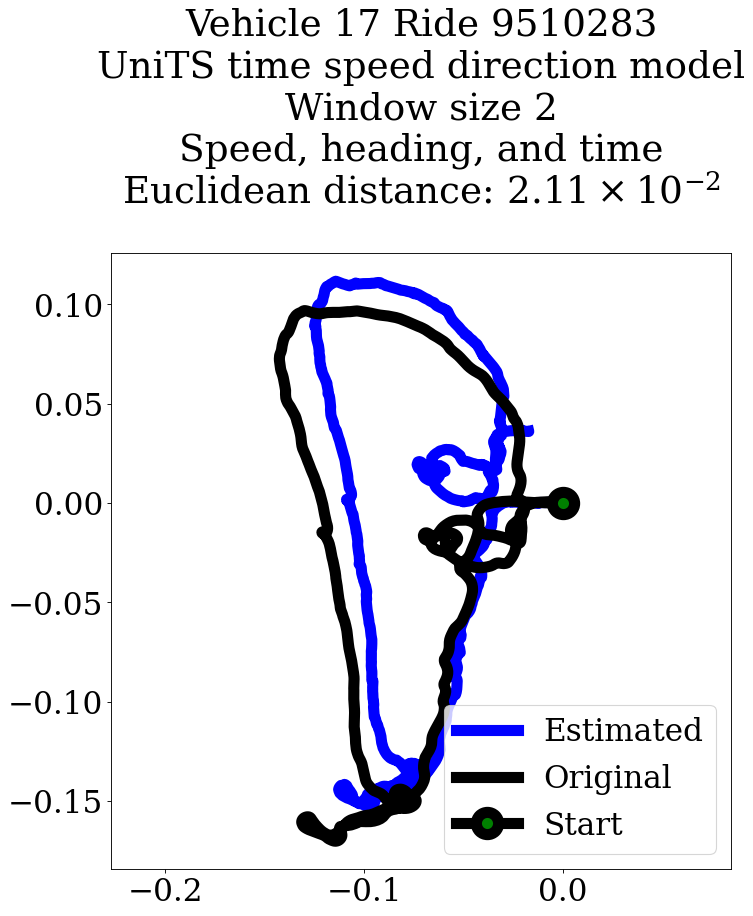 Vehicle 17 Ride 9510283
UniTS time speed direction model
Window size 2
Speed, heading, and time
Euclidean distance: 2.11 × 10⁻²
0.10
0.05
0.00
−0.05
−0.10
−0.15
Estimated
Original
Start
−0.2 −0.1 0.0